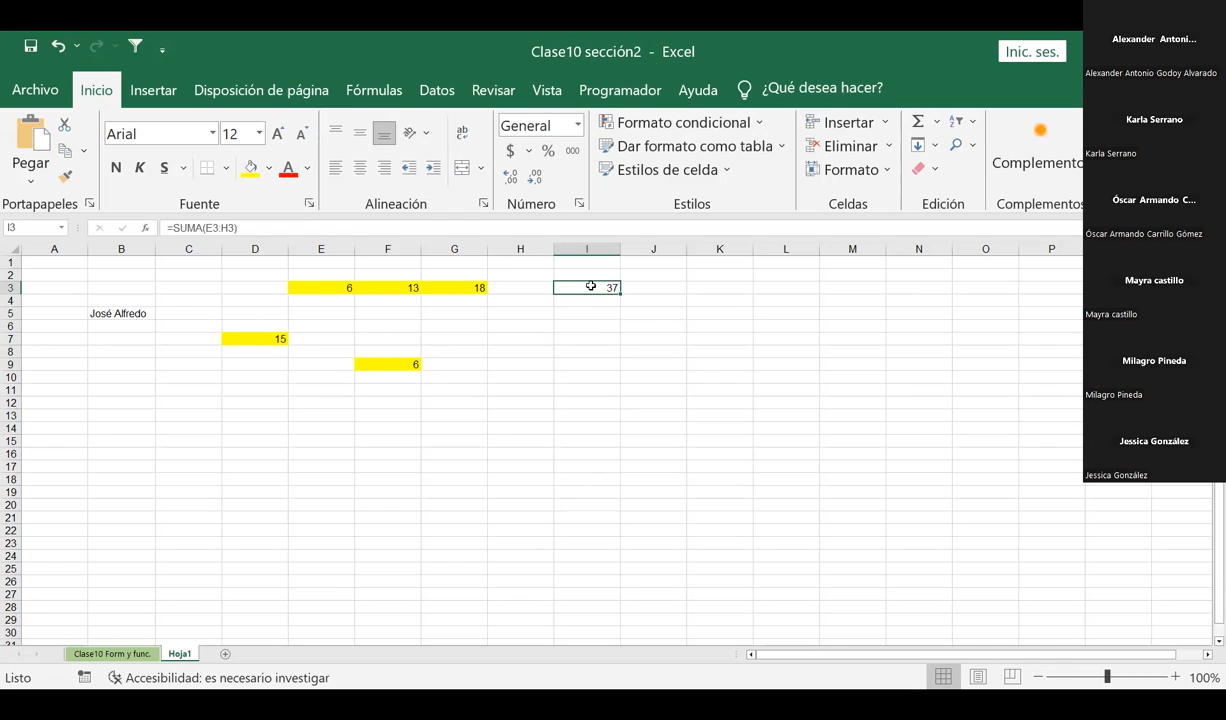 Clase10 sección2 - Excel
Inic. ses.
Archivo Inicio Insertar Disposición de página Fórmulas Datos Revisar Vista Programador Ayuda ¿Qué desea hacer?
Pegar
Arial 12
N K S
A
ab
General
$ % 000
Formato condicional
Dar formato como tabla
Estilos de celda
Insertar
Eliminar
Formato
Complemento
Portapapeles Fuente Alineación Número Estilos Celdas Edición Complementos
I3 fx =SUMA(E3:H3)
A B C D E F G H I J K L M N O P
1
2
3 6 13 18 37
4
5 José Alfredo
6
7 15
8
9 6
10
11
12
13
14
15
16
17
18
19
20
21
22
23
24
25
26
27
28
29
30
31
Clase10 Form y func. Hoja1
Listo Accesibilidad: es necesario investigar 100%
Alexander Antoni...
Alexander Antonio Godoy Alvarado
Karla Serrano
Karla Serrano
Óscar Armando C...
Óscar Armando Carrillo Gómez
Mayra castillo
Mayra castillo
Milagro Pineda
Milagro Pineda
Jessica González
Jessica González